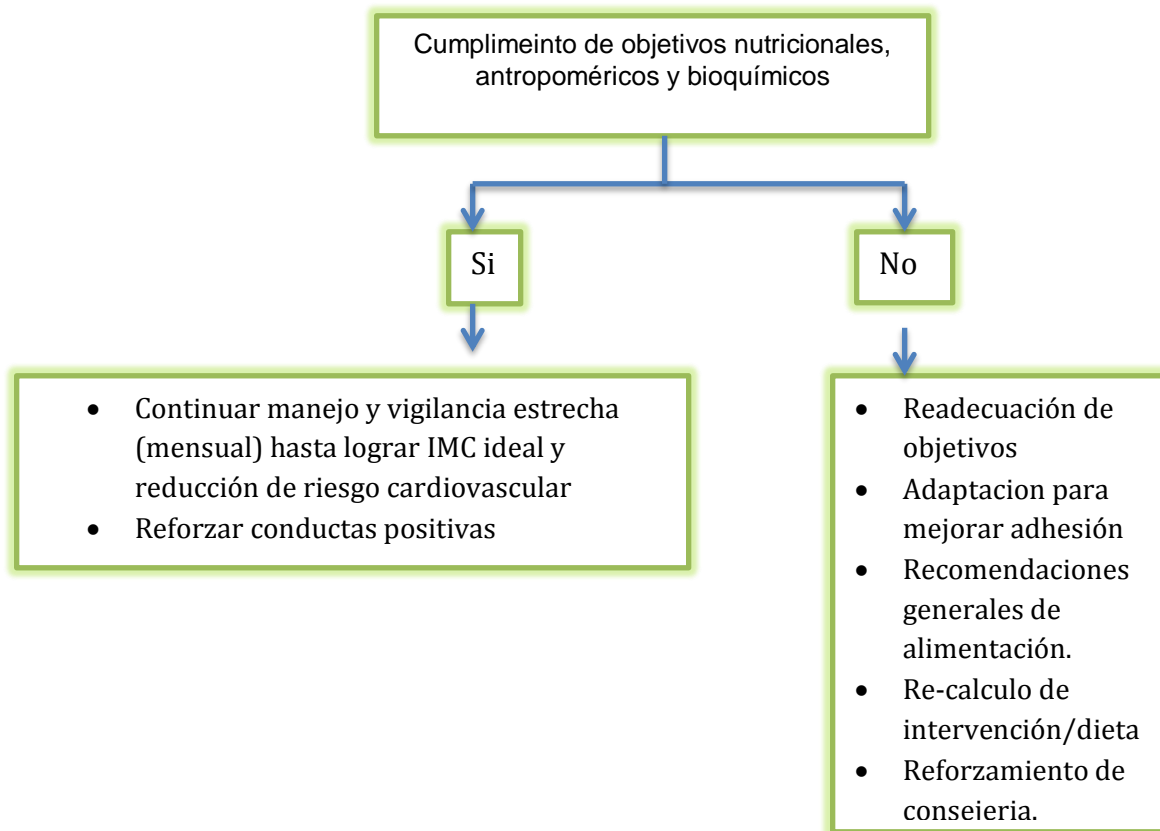 Cumplimeinto de objetivos nutricionales,
antropoméricos y bioquímicos
Si
No
• Continuar manejo y vigilancia estrecha
(mensual) hasta lograr IMC ideal y
reducción de riesgo cardiovascular
• Reforzar conductas positivas
• Readecuación de
objetivos
• Adaptacion para
mejorar adhesión
• Recomendaciones
generales de
alimentación.
• Re-calculo de
intervención/dieta
• Reforzamiento de
consejeria.